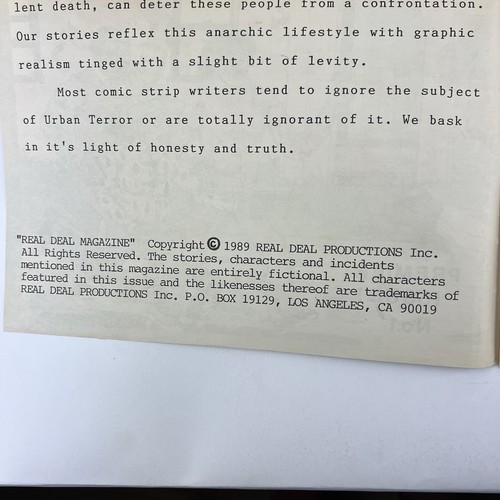 lent death, can deter these people from a confrontation.
Our stories reflex this anarchic lifestyle with graphic
realism tinged with a slight bit of levity.
Most comic strip writers tend to ignore the subject
of Urban Terror or are totally ignorant of it. We bask
in it's light of honesty and truth.
"REAL DEAL MAGAZINE" Copyright © 1989 REAL DEAL PRODUCTIONS Inc.
All Rights Reserved. The stories, characters and incidents
mentioned in this magazine are entirely fictional. All characters
featured in this issue and the likenesses thereof are trademarks of
REAL DEAL PRODUCTIONS Inc. P.O. BOX 19129, LOS ANGELES, CA 90019